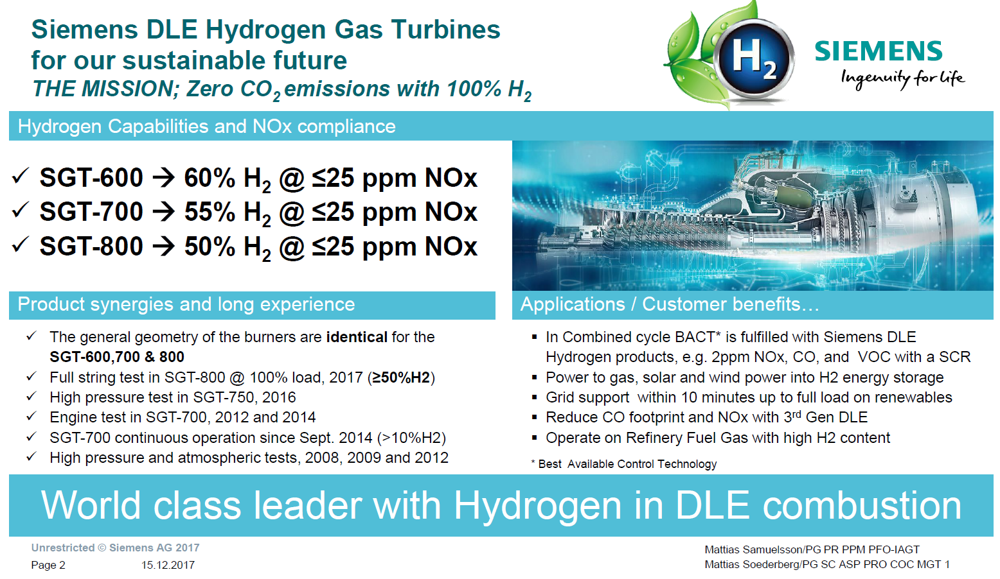 Siemens DLE Hydrogen Gas Turbines
for our sustainable future
THE MISSION; Zero CO2 emissions with 100% H2
H2
SIEMENS
Ingenuity for life
Hydrogen Capabilities and NOx compliance
✓ SGT-600 → 60% H2 @ ≤25 ppm NOx
✓ SGT-700 → 55% H2 @ ≤25 ppm NOx
✓ SGT-800 → 50% H2 @ ≤25 ppm NOx
Product synergies and long experience
✓ The general geometry of the burners are identical for the
SGT-600,700 & 800
✓ Full string test in SGT-800 @ 100% load, 2017 (≥50%H2)
✓ High pressure test in SGT-750, 2016
✓ Engine test in SGT-700, 2012 and 2014
✓ SGT-700 continuous operation since Sept. 2014 (>10%H2)
✓ High pressure and atmospheric tests, 2008, 2009 and 2012
Applications / Customer benefits…
▪ In Combined cycle BACT* is fulfilled with Siemens DLE
Hydrogen products, e.g. 2ppm NOx, CO, and VOC with a SCR
▪ Power to gas, solar and wind power into H2 energy storage
▪ Grid support within 10 minutes up to full load on renewables
▪ Reduce CO footprint and NOx with 3rd Gen DLE
▪ Operate on Refinery Fuel Gas with high H2 content
* Best Available Control Technology
World class leader with Hydrogen in DLE combustion
Unrestricted © Siemens AG 2017
Page 2 15.12.2017
Mattias Samuelsson/PG PR PPM PFO-IAGT
Mattias Soederberg/PG SC ASP PRO COC MGT 1